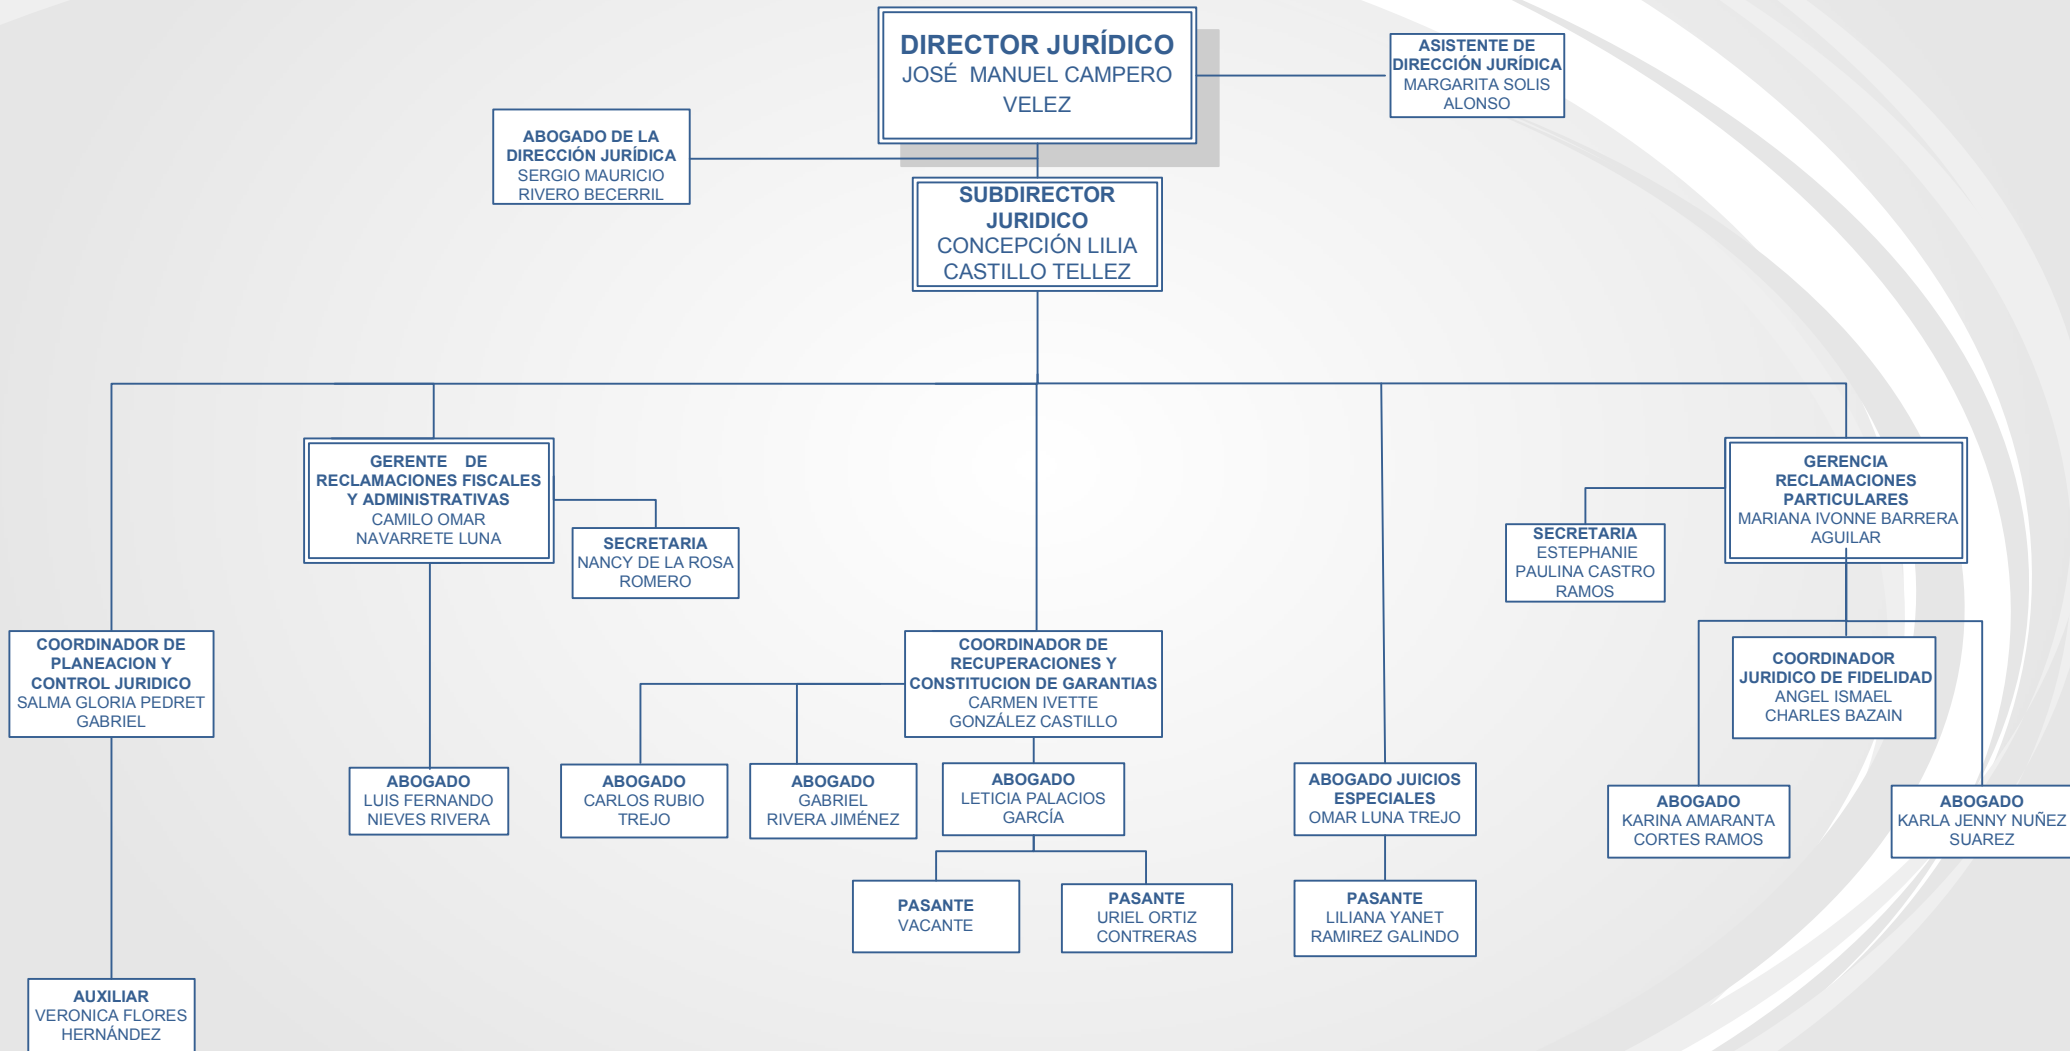 DIRECTOR JURÍDICO
JOSÉ MANUEL CAMPERO
VELEZ
ASISTENTE DE
DIRECCIÓN JURÍDICA
MARGARITA SOLIS
ALONSO
ABOGADO DE LA
DIRECCIÓN JURÍDICA
SERGIO MAURICIO
RIVERO BECERRIL
SUBDIRECTOR
JURIDICO
CONCEPCIÓN LILIA
CASTILLO TELLEZ
GERENTE DE
RECLAMACIONES FISCALES
Y ADMINISTRATIVAS
CAMILO OMAR
NAVARRETE LUNA
SECRETARIA
NANCY DE LA ROSA
ROMERO
GERENCIA
RECLAMACIONES
PARTICULARES
MARIANA IVONNE BARRERA
AGUILAR
SECRETARIA
ESTEPHANIE
PAULINA CASTRO
RAMOS
COORDINADOR DE
PLANEACION Y
CONTROL JURIDICO
SALMA GLORIA PEDRET
GABRIEL
COORDINADOR DE
RECUPERACIONES Y
CONSTITUCION DE GARANTIAS
CARMEN IVETTE
GONZÁLEZ CASTILLO
COORDINADOR
JURIDICO DE FIDELIDAD
ANGEL ISMAEL
CHARLES BAZAIN
ABOGADO
LUIS FERNANDO
NIEVES RIVERA
ABOGADO
CARLOS RUBIO
TREJO
ABOGADO
GABRIEL
RIVERA JIMÉNEZ
ABOGADO
LETICIA PALACIOS
GARCÍA
ABOGADO JUICIOS
ESPECIALES
OMAR LUNA TREJO
ABOGADO
KARINA AMARANTA
CORTES RAMOS
ABOGADO
KARLA JENNY NUÑEZ
SUAREZ
PASANTE
VACANTE
PASANTE
URIEL ORTIZ
CONTRERAS
PASANTE
LILIANA YANET
RAMIREZ GALINDO
AUXILIAR
VERONICA FLORES
HERNÁNDEZ